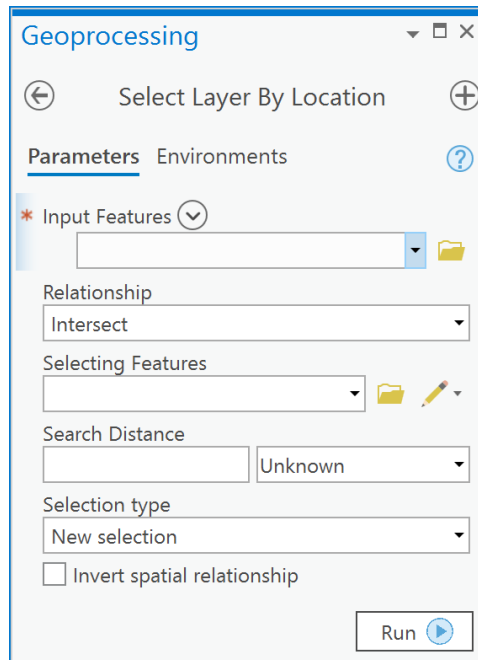 Geoprocessing
Select Layer By Location
Parameters Environments
* Input Features
Relationship
Intersect
Selecting Features
Search Distance
Unknown
Selection type
New selection
Invert spatial relationship
Run